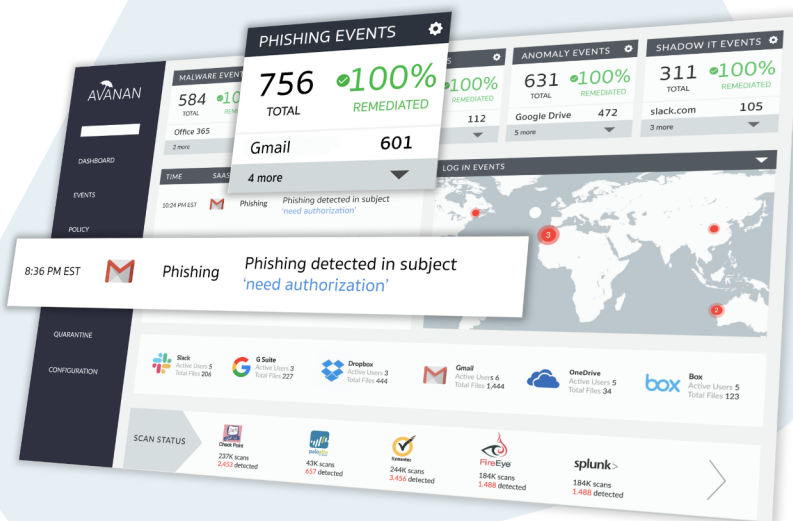 AVANAN
DASHBOARD
EVENTS
POLICY
QUARANTINE
CONFIGURATION
MALWARE EVENT
584
TOTAL
Office 365
2 more
PHISHING EVENTS
756 100%
TOTAL REMEDIATED
Gmail 601
4 more
100%
REMEDIATED
112
ANOMALY EVENTS
631 100%
TOTAL REMEDIATED
Google Drive 472
5 more
SHADOW IT EVENTS
311 100%
TOTAL REMEDIATED
slack.com 105
3 more
TIME SAAS
10:24 PM EST Phishing Phishing detected in subject
'need authorization'
8:36 PM EST Phishing Phishing detected in subject
'need authorization'
LOG IN EVENTS
3
2
Slack
Active Users 5
Total Files 206
G Suite
Active Users 3
Total Files 227
Dropbox
Active Users 3
Total Files 444
Gmail
Active Users 6
Total Files 1,444
OneDrive
Active Users 5
Total Files 34
box
Box
Active Users 5
Total Files 123
SCAN STATUS
Check Point
237K scans
2,453 detected
paloalto
43K scans
657 detected
Symantec
244K scans
3.456 detected
FireEye
184K scans
1.488 detected
splunk>
184K scans
1.488 detected